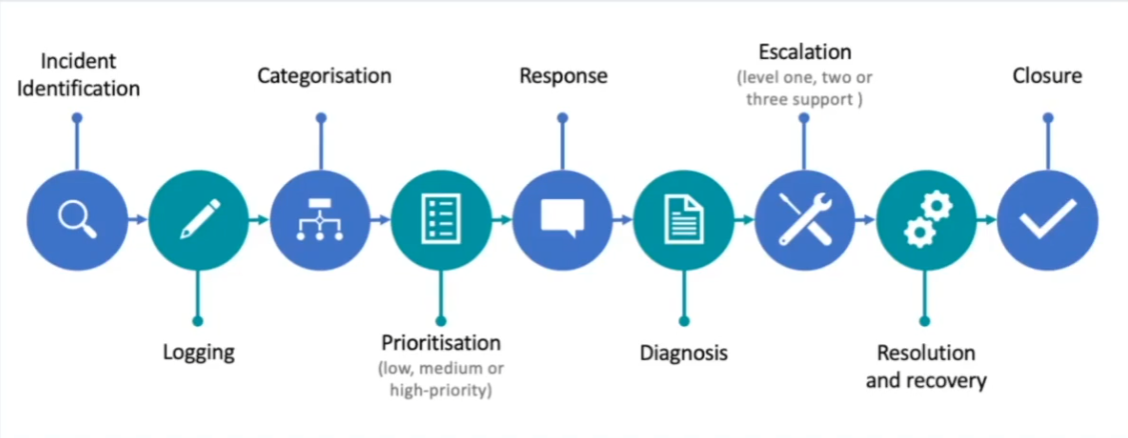 Incident
Identification
Logging
Categorisation
Prioritisation
(low, medium or
high-priority)
Response
Diagnosis
Escalation
(level one, two or
three support )
Resolution
and recovery
Closure